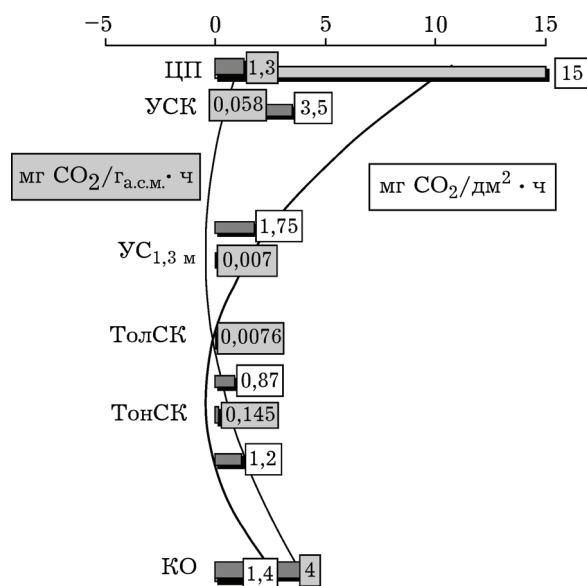 −5 0 5 10 15
ЦП 1,3 15
УСК 0,058 3,5
мг CO₂/г а.с.м. · ч мг CO₂/дм² · ч
1,75
УС 1,3 м 0,007
ТолСК 0,0076
0,87
ТонСК 0,145
1,2
КО 1,4 4